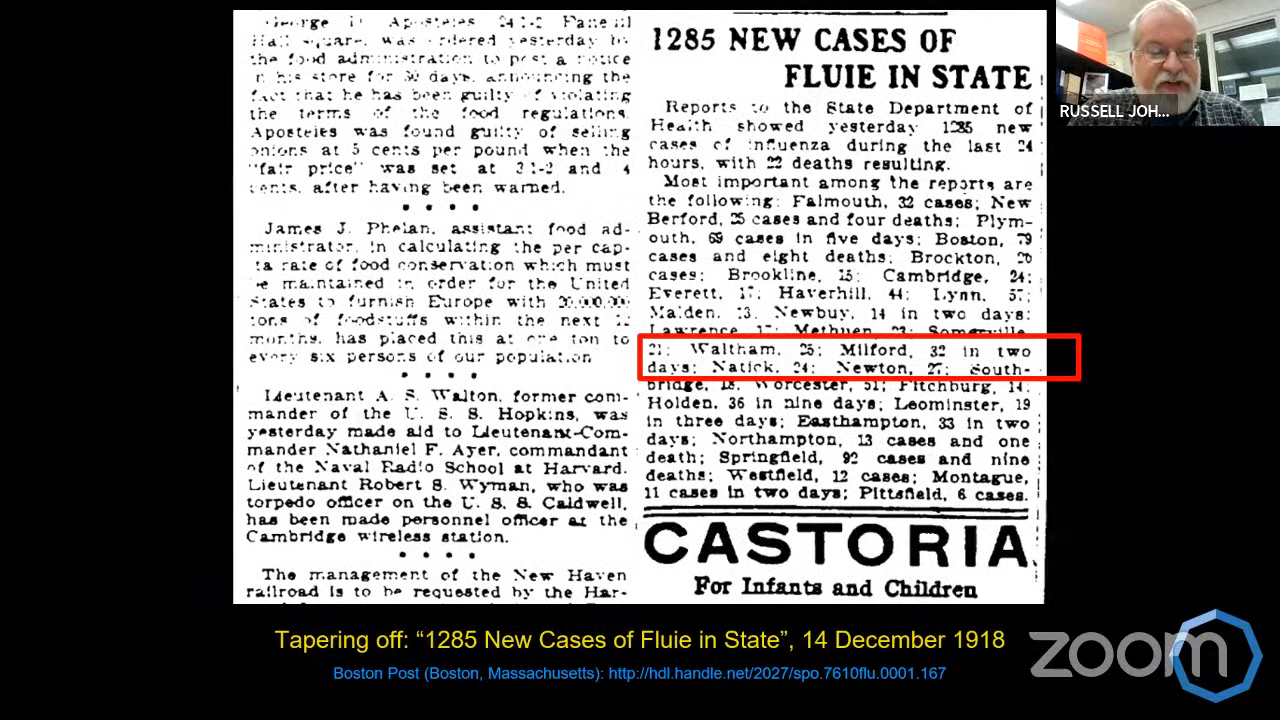 George D. Aposteles 24 1-2 Faneuil
Hall Square, was ordered yesterday by
the food administration to post a notice
in his store for 30 days, announcing the
fact that he has been guilty of violating
the terms of the food regulations.
Aposteles was found guilty of selling
onions at 5 cents per pound when the
"fair price" was set at 3 1-2 and 4
cents, after having been warned.
• • • •
James J. Phelan, assistant food ad-
ministrator, in calculating the per cap-
ita rate of food conservation which must
be maintained in order for the United
States to furnish Europe with 20,000,000
tons of foodstuffs within the next
months, has placed this at one ton to
every six persons of our population
• • • •
Lieutenant A. S. Walton, former com-
mander of the U. S. S. Hopkins, was
yesterday made aid to Lieutenant-Com-
mander Nathaniel F. Ayer, commandant
of the Naval Radio School at Harvard.
Lieutenant Robert S. Wyman, who was
torpedo officer on the U. S. S. Caldwell,
has been made personnel officer at the
Cambridge wireless station.
• • • •
The management of the New Haven
railroad is to be requested by the Har-
1285 NEW CASES OF
FLUIE IN STATE
Reports to the State Department of
Health showed yesterday 1285 new
cases of influenza during the last 24
hours, with 22 deaths resulting.
Most important among the reports are
the following: Falmouth, 32 cases; New
Berford, 25 cases and four deaths; Plym-
outh, 69 cases in five days; Boston, 79
cases and eight deaths; Brockton, 20
cases; Brookline, 15; Cambridge, 24;
Everett, 17; Haverhill, 44; Lynn, 57;
Malden, 13, Newbuy, 14 in two days;
Lawrence, 17; Methuen, 23; Somerville,
21; Waltham, 25; Milford, 32 in two
days; Natick, 24; Newton, 27; South-
bridge, 18, Worcester, 51; Fitchburg, 14;
Holden, 36 in nine days; Leominster, 19
in three days; Easthampton, 33 in two
days; Northampton, 13 cases and one
death; Springfield, 92 cases and nine
deaths; Westfield, 12 cases; Montague,
11 cases in two days; Pittsfield, 6 cases.
CASTORIA
For Infants and Children
RUSSELL JOH...
Tapering off: “1285 New Cases of Fluie in State”, 14 December 1918
Boston Post (Boston, Massachusetts): http://hdl.handle.net/2027/spo.7610flu.0001.167
zoom